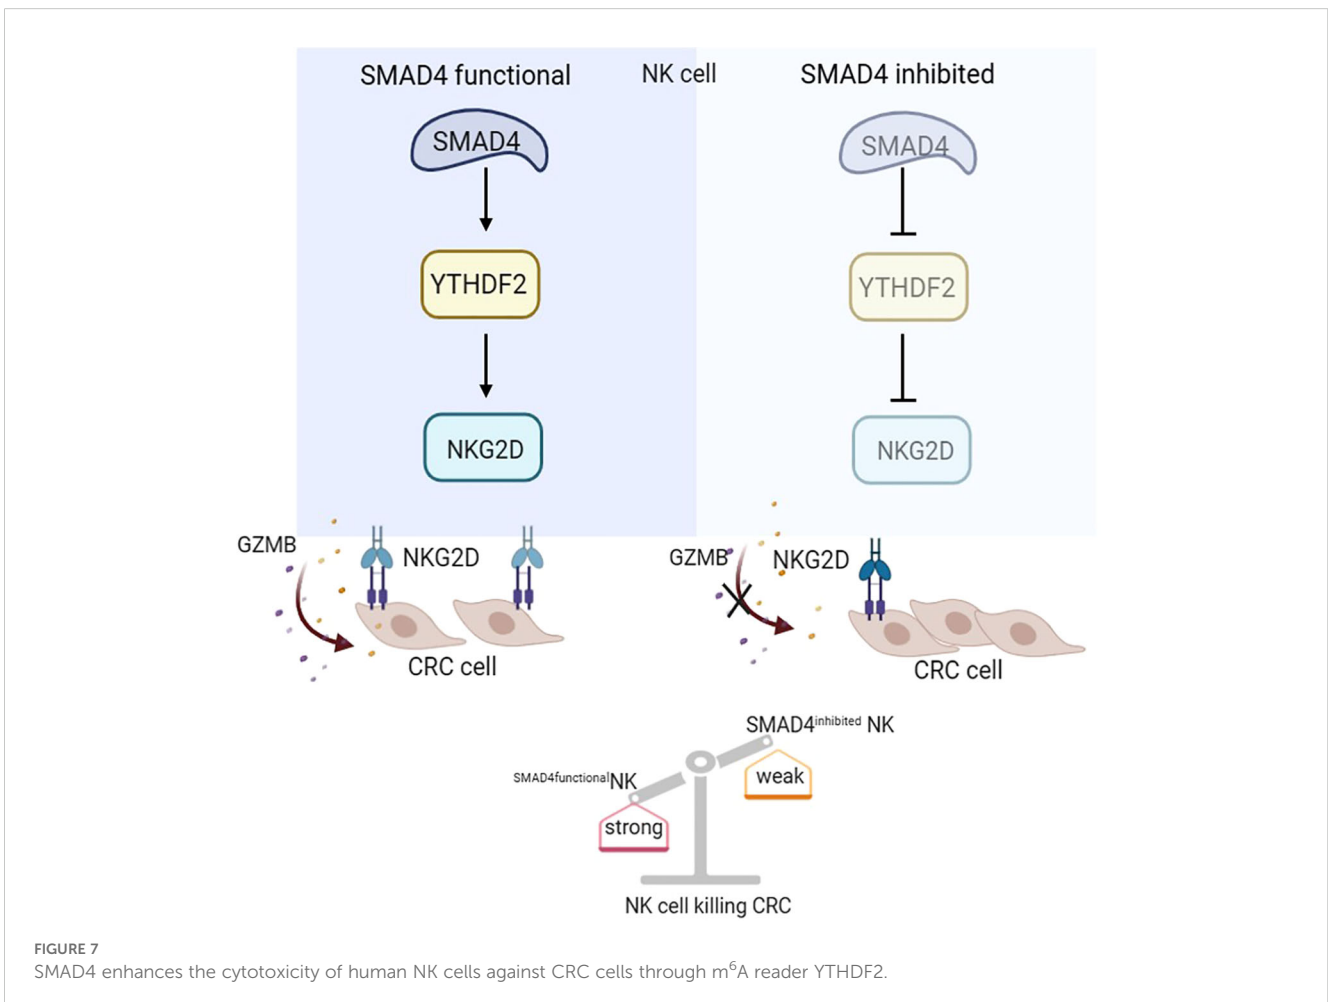 SMAD4 functional
NK cell
SMAD4 inhibited
SMAD4
SMAD4
YTHDF2
YTHDF2
NKG2D
NKG2D
GZMB
NKG2D
GZMB
NKG2D
CRC cell
CRC cell
SMAD4inhibited NK
SMAD4functionalNK
weak
strong
NK cell killing CRC
FIGURE 7
SMAD4 enhances the cytotoxicity of human NK cells against CRC cells through m⁶A reader YTHDF2.